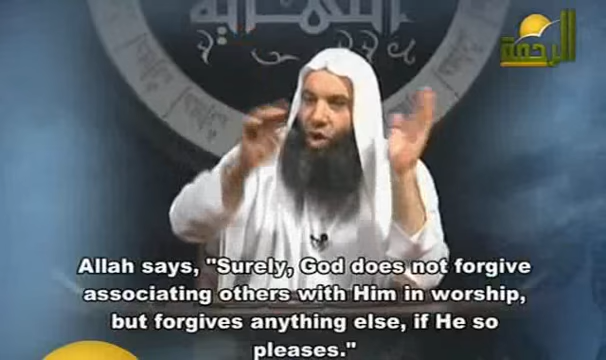 الرحمة
Allah says, "Surely, God does not forgive
associating others with Him in worship,
but forgives anything else, if He so
pleases."